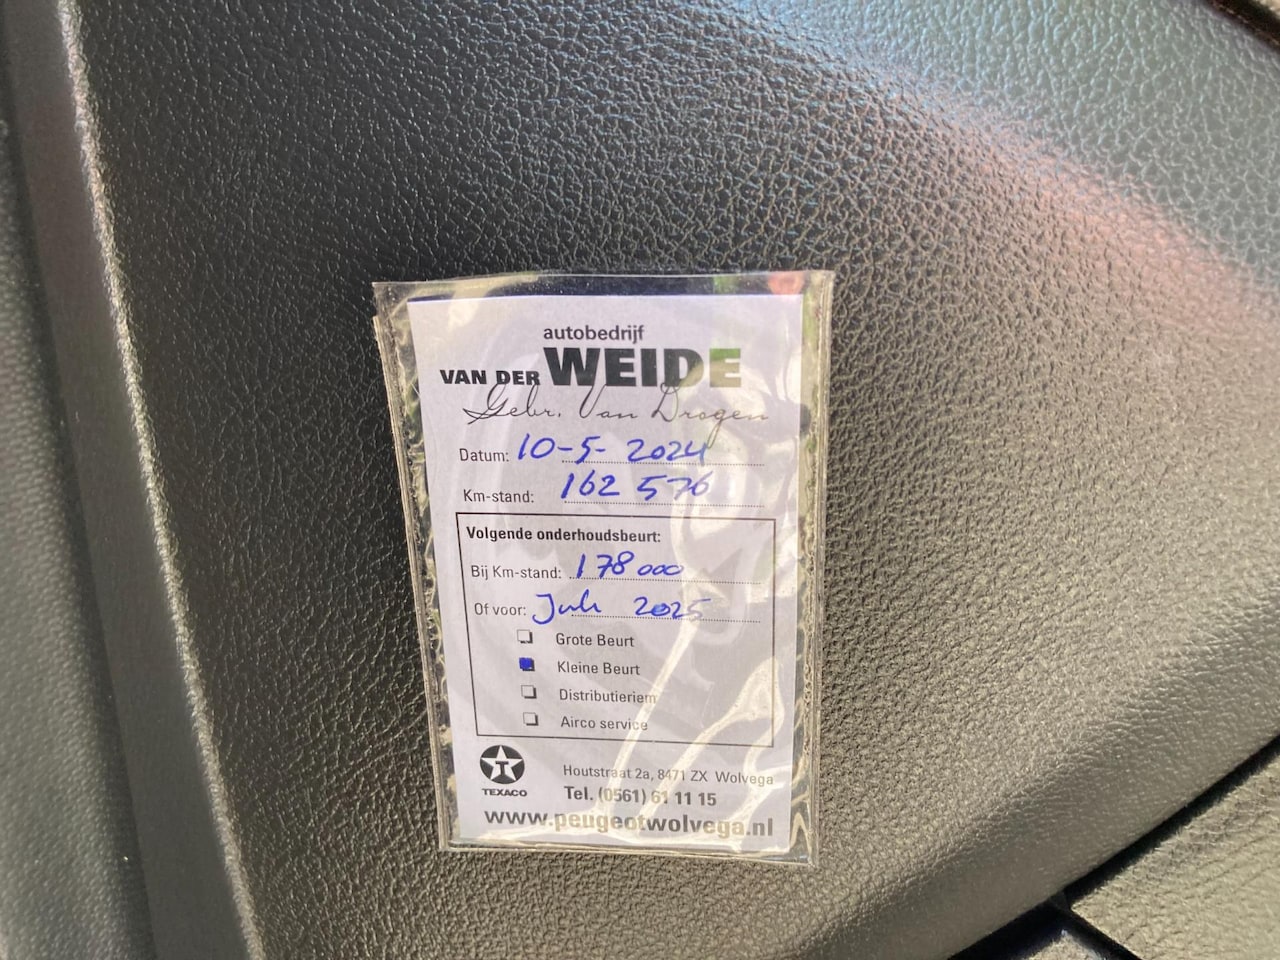 autobedrijf
VAN DER WEIDE
Gebr. Van Drogen
Datum: 10-5-2024
Km-stand: 162 576
Volgende onderhoudsbeurt:
Bij Km-stand: 178 000
Of voor: Juli 2025
Grote Beurt
Kleine Beurt
Distributieriem
Airco service
TEXACO
Houtstraat 2a, 8471 ZX Wolvega
Tel. (0561) 61 11 15
www.peugeotwolvega.nl